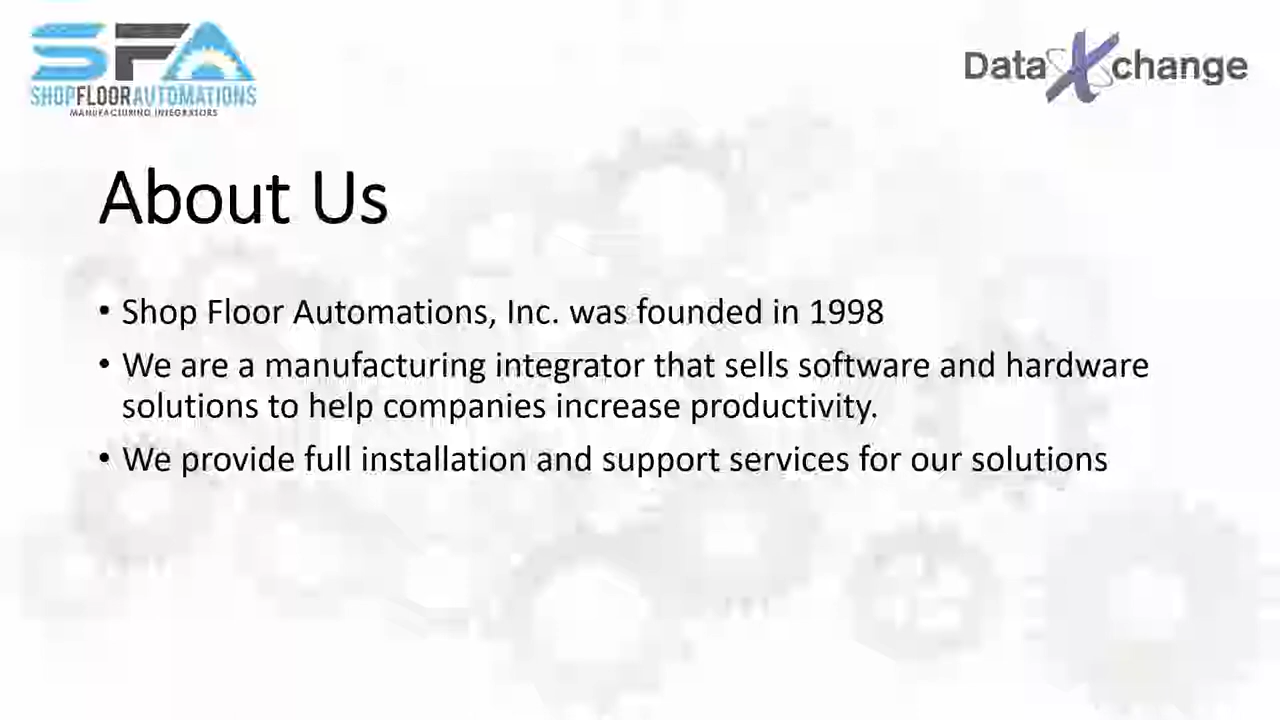 SFA
SHOPFLOORAUTOMATIONS
MANUFACTURING INTEGRATORS
DataXchange
About Us
• Shop Floor Automations, Inc. was founded in 1998
• We are a manufacturing integrator that sells software and hardware
solutions to help companies increase productivity.
• We provide full installation and support services for our solutions